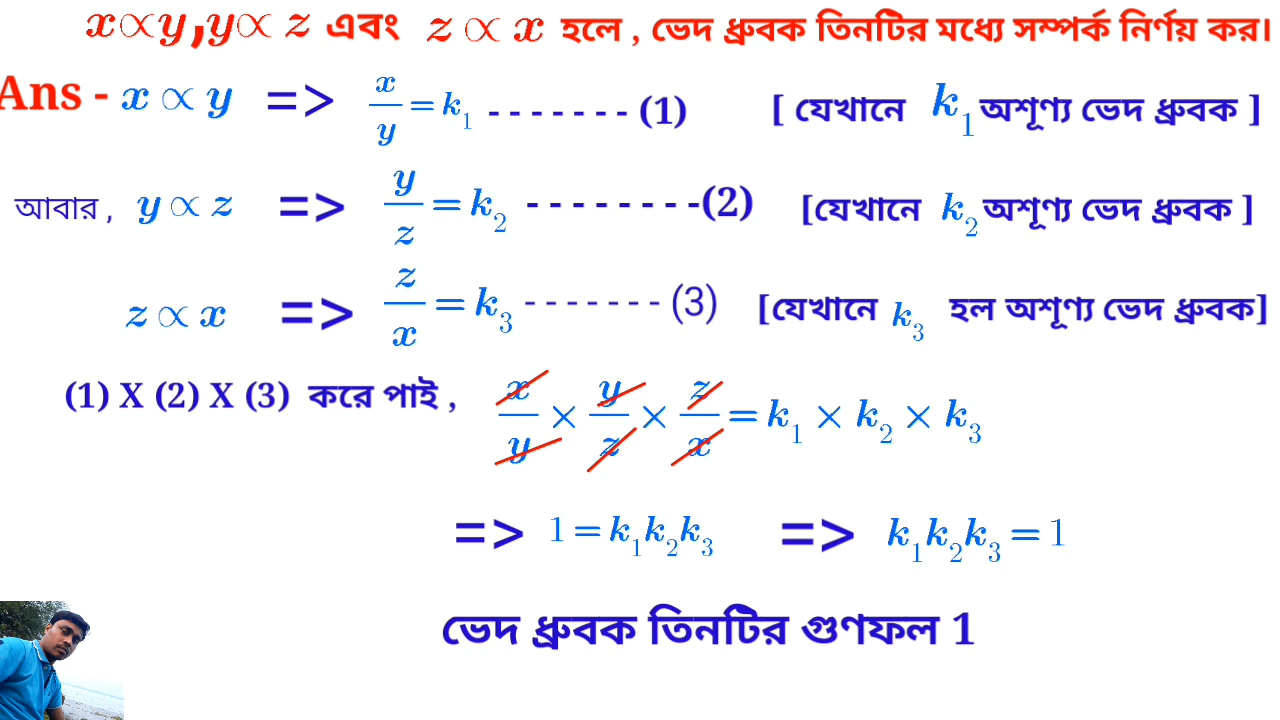 x∝y,y∝ z এবং z ∝ x হলে , ভেদ ধ্রুবক তিনটির মধ্যে সম্পর্ক নির্ণয় কর।
Ans - x ∝ y => x/y = k₁ - - - - - - - (1) [ যেখানে k₁ অশূণ্য ভেদ ধ্রুবক ]
আবার , y ∝ z => y/z = k₂ - - - - - - - -(2) [যেখানে k₂ অশূণ্য ভেদ ধ্রুবক ]
z ∝ x => z/x = k₃ - - - - - - - (3) [যেখানে k₃ হল অশূণ্য ভেদ ধ্রুবক]
(1) X (2) X (3) করে পাই , x/y × y/z × z/x = k₁ × k₂ × k₃
=> 1 = k₁k₂k₃ => k₁k₂k₃ = 1
ভেদ ধ্রুবক তিনটির গুণফল 1